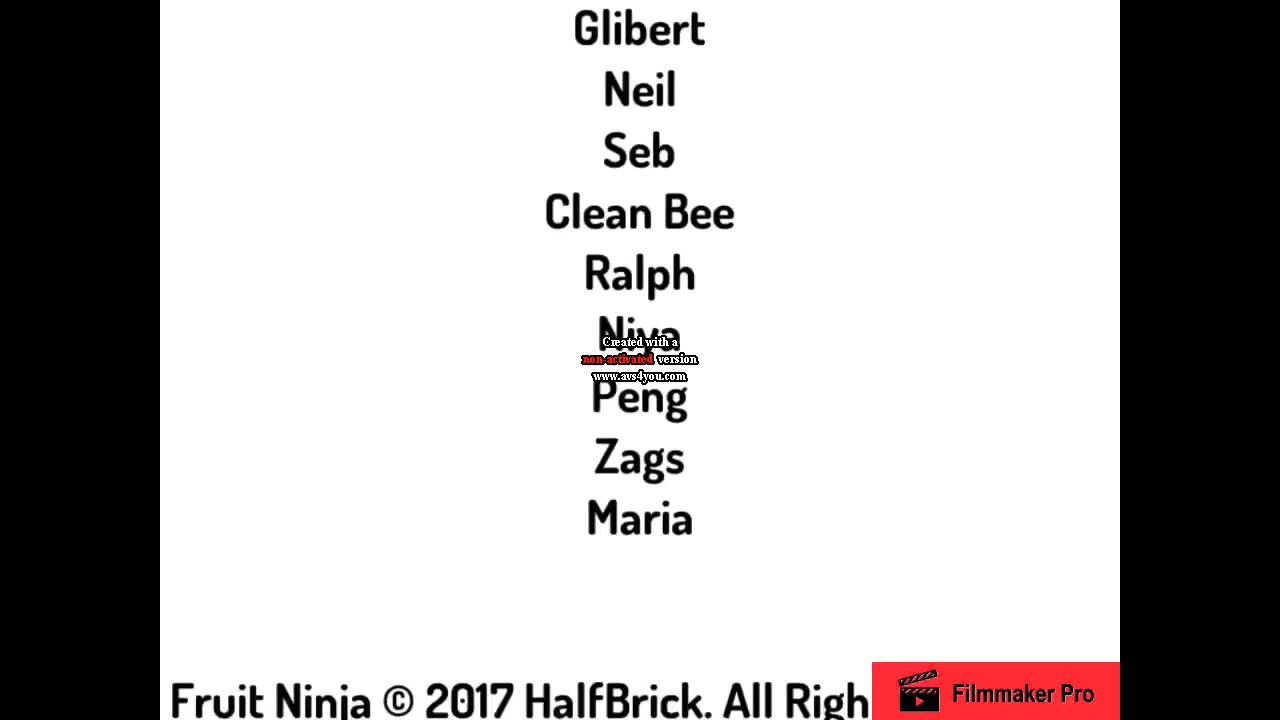 Glibert
Neil
Seb
Clean Bee
Ralph
Niya
Created with a
non-activated version
www.avs4you.com
Peng
Zags
Maria
Fruit Ninja © 2017 HalfBrick. All Righ
Filmmaker Pro